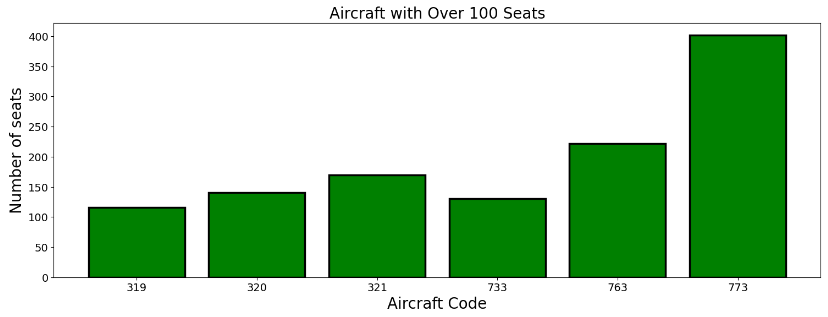 Aircraft with Over 100 Seats
Number of seats
400
350
300
250
200
150
100
50
0
319 320 321 733 763 773
Aircraft Code